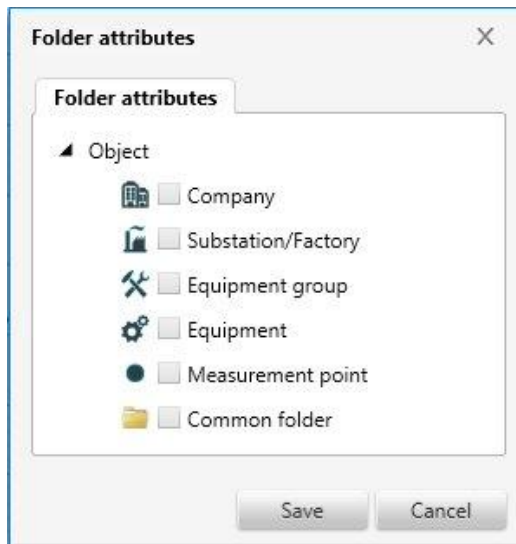 Folder attributes
Folder attributes
Object
Company
Substation/Factory
Equipment group
Equipment
Measurement point
Common folder
Save Cancel